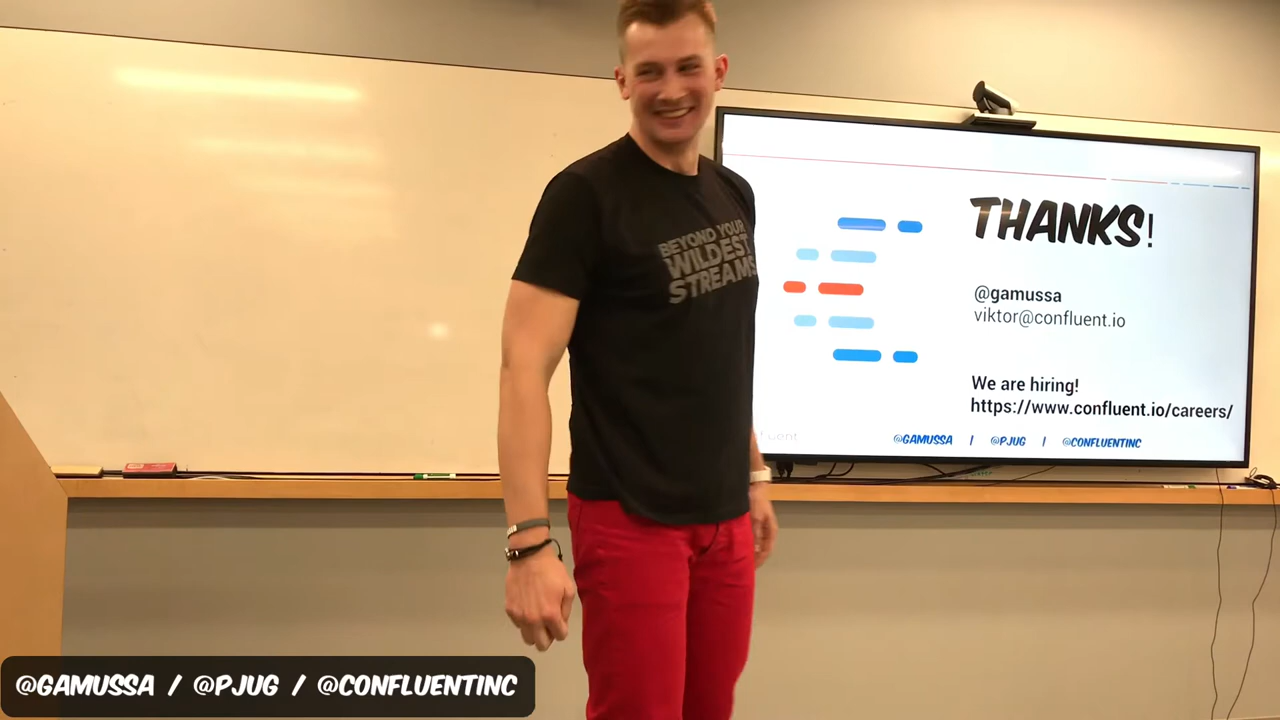 BEYOND YOUR
WILDEST
STREAMS
THANKS!
@gamussa
viktor@confluent.io
We are hiring!
https://www.confluent.io/careers/
@GAMUSSA / @PJUG / @CONFLUENTINC
@GAMUSSA / @PJUG / @CONFLUENTINC